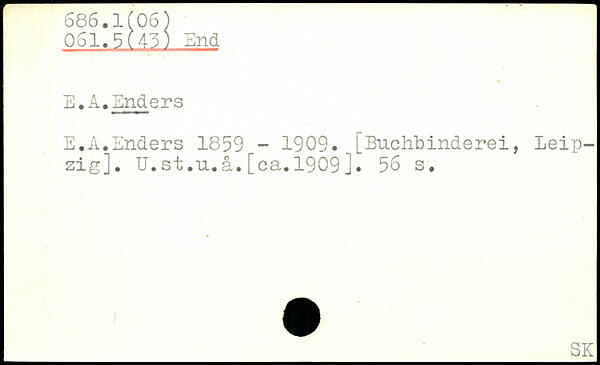 686.1(06)
061.5(43) End
E.A.Enders
E.A.Enders 1859 - 1909. [Buchbinderei, Leip-
zig]. U.st.u.å.[ca.1909]. 56 s.
SK